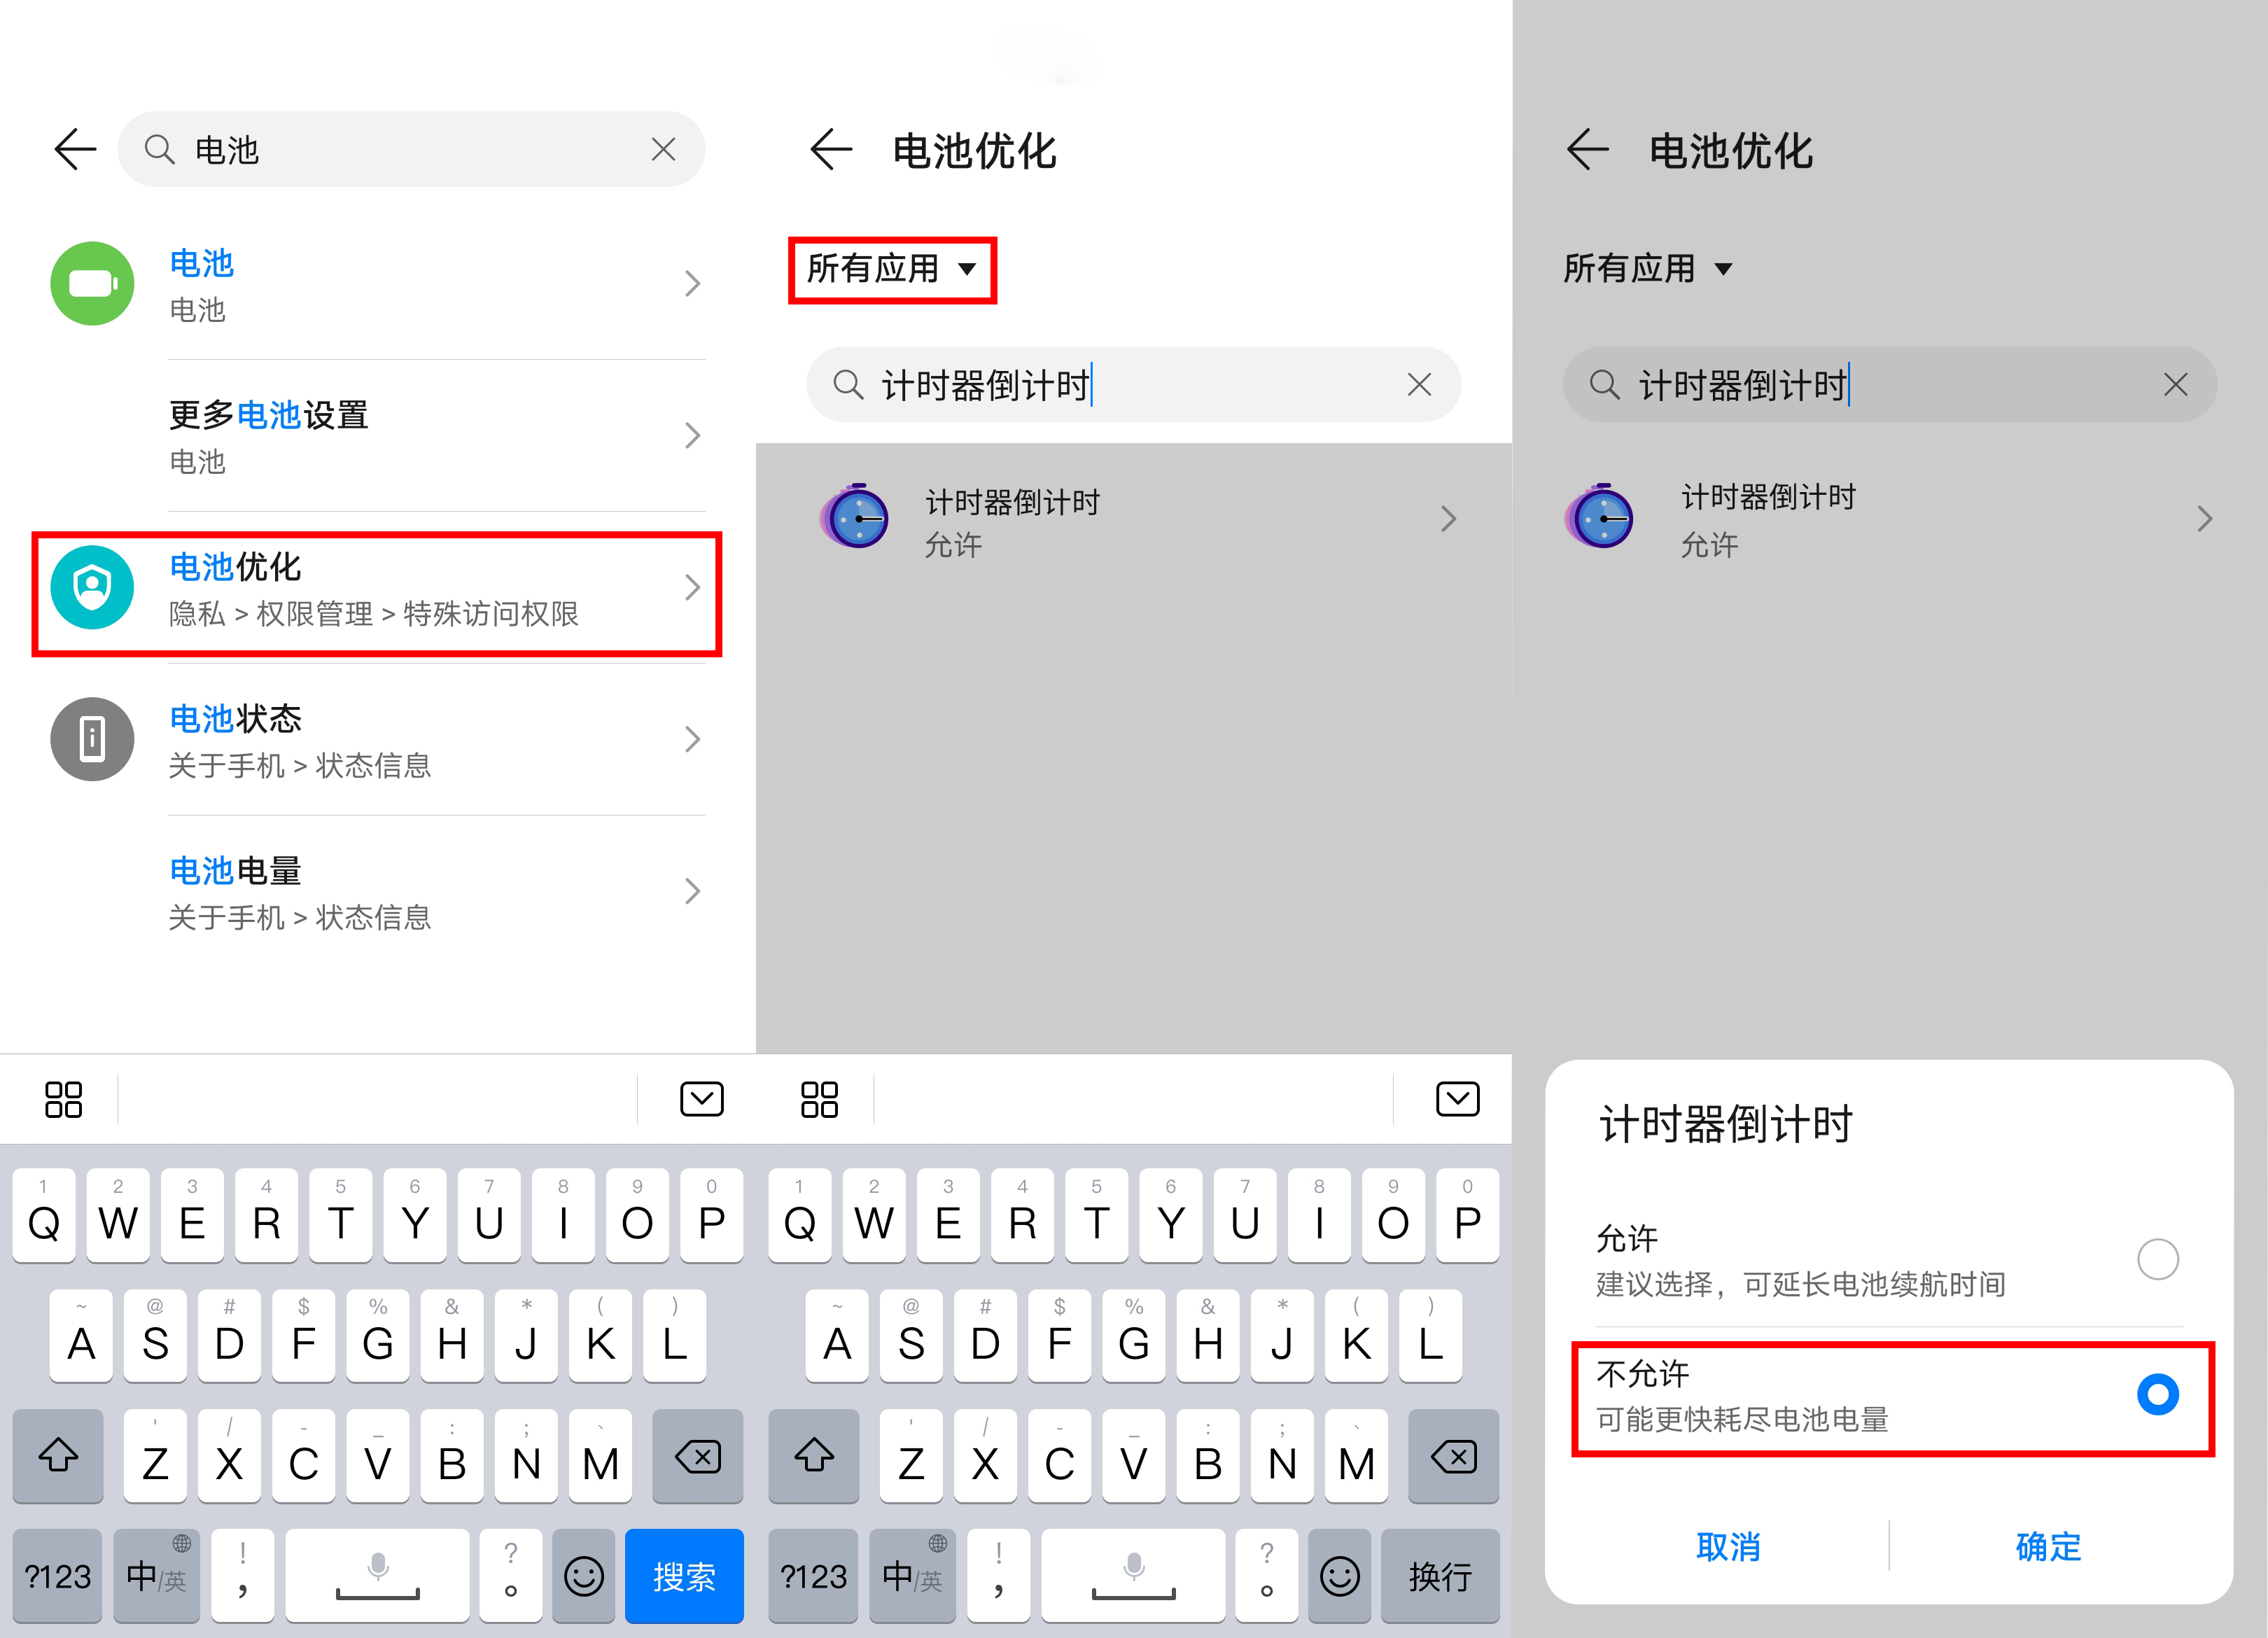 电池
电池
电池
更多电池设置
电池
电池优化
隐私 > 权限管理 > 特殊访问权限
电池状态
关于手机 > 状态信息
电池电量
关于手机 > 状态信息
1 2 3 4 5 6 7 8 9 0
Q W E R T Y U I O P
~ @ # $ % & * ( )
A S D F G H J K L
' / - _ : ; 、
Z X C V B N M
?123 中/英 ! , ? 。 搜索
电池优化
所有应用
计时器倒计时
计时器倒计时
允许
1 2 3 4 5 6 7 8 9 0
Q W E R T Y U I O P
~ @ # $ % & * ( )
A S D F G H J K L
' / - _ : ; 、
Z X C V B N M
?123 中/英 ! , ? 。 换行
电池优化
所有应用
计时器倒计时
计时器倒计时
允许
计时器倒计时
允许
建议选择，可延长电池续航时间
不允许
可能更快耗尽电池电量
取消 确定